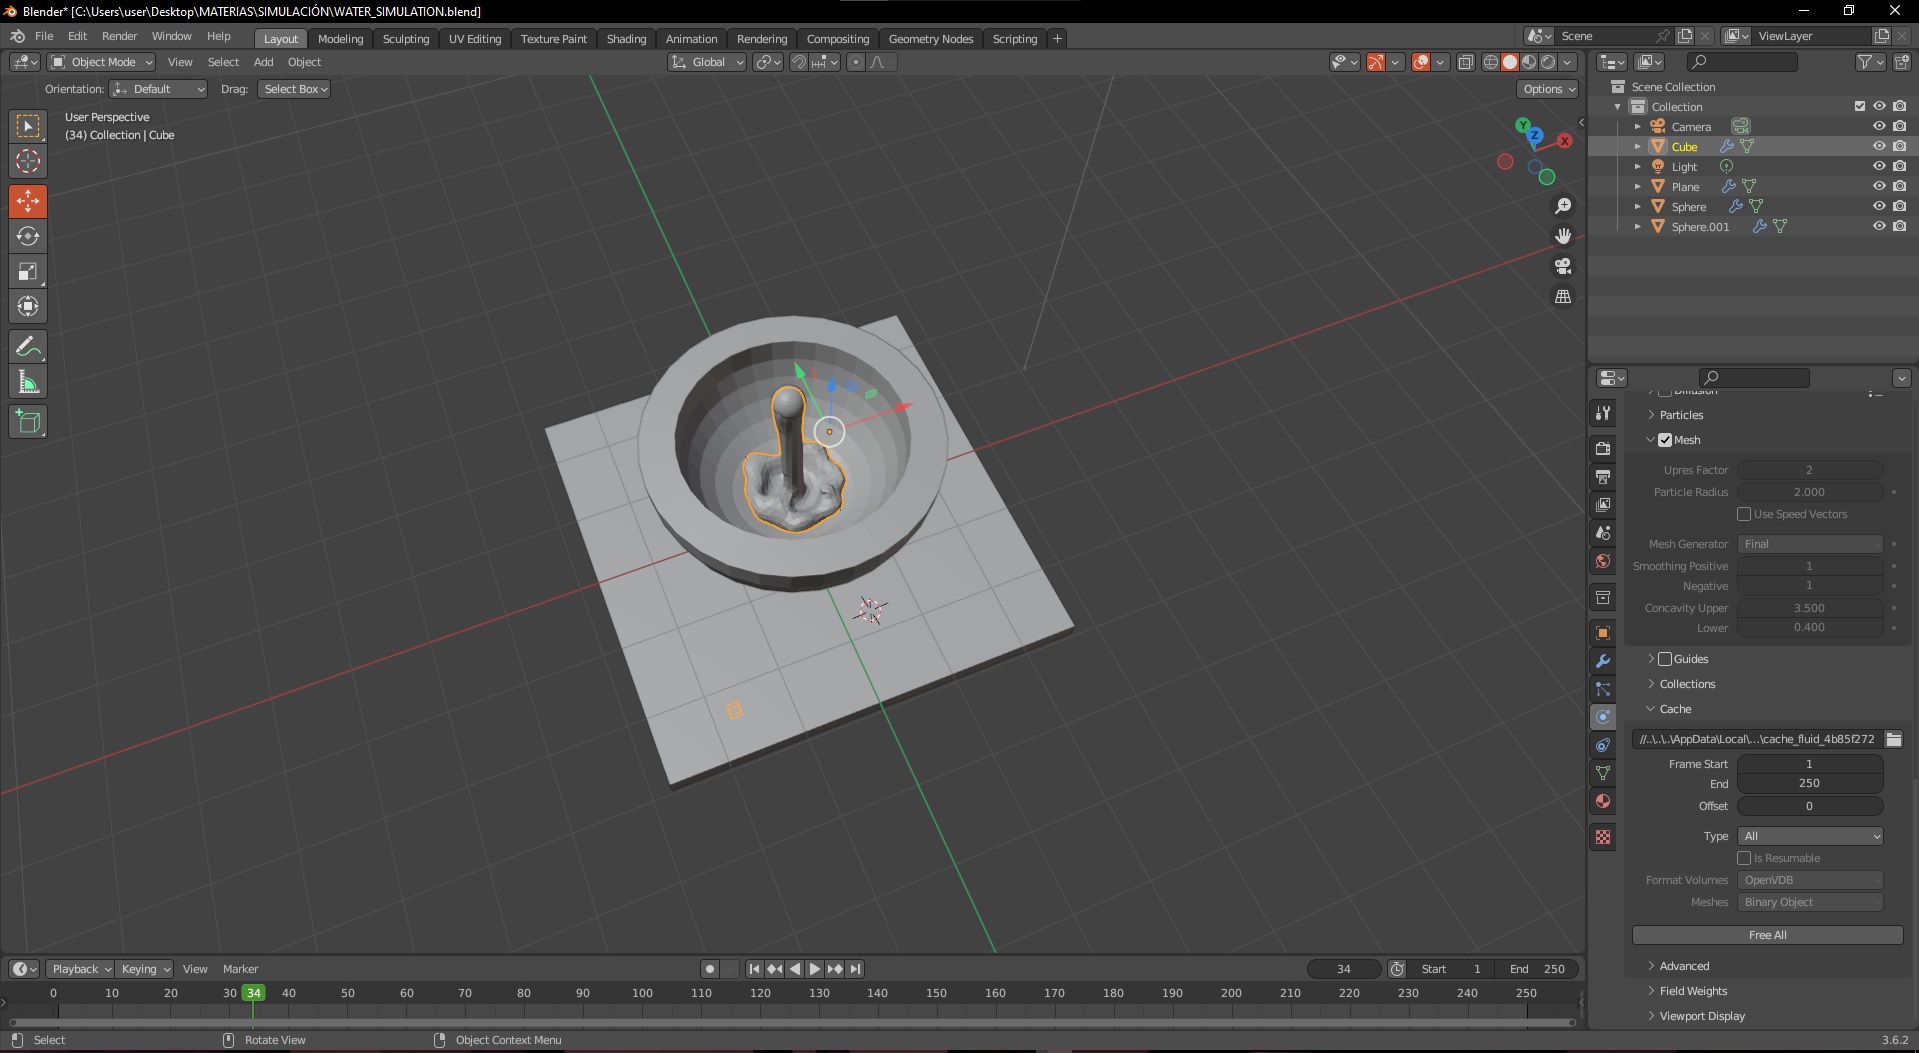 Blender* [C:\Users\user\Desktop\MATERIAS\SIMULACIÓN\WATER_SIMULATION.blend]
File Edit Render Window Help Layout Modeling Sculpting UV Editing Texture Paint Shading Animation Rendering Compositing Geometry Nodes Scripting + Scene ViewLayer
Object Mode View Select Add Object Global
Orientation: Default Drag: Select Box Options
User Perspective
(34) Collection | Cube
Y
Z
X
Scene Collection
Collection
Camera
Cube
Light
Plane
Sphere
Sphere.001
Diffusion
Particles
Mesh
Upres Factor 2
Particle Radius 2.000
Use Speed Vectors
Mesh Generator Final
Smoothing Positive 1
Negative 1
Concavity Upper 3.500
Lower 0.400
Guides
Collections
Cache
//..\..\..\AppData\Local\...\cache_fluid_4b85f272
Frame Start 1
End 250
Offset 0
Type All
Is Resumable
Format Volumes OpenVDB
Meshes Binary Object
Free All
Advanced
Field Weights
Viewport Display
Playback Keying View Marker 34 Start 1 End 250
0 10 20 30 34 40 50 60 70 80 90 100 110 120 130 140 150 160 170 180 190 200 210 220 230 240 250
Select Rotate View Object Context Menu 3.6.2